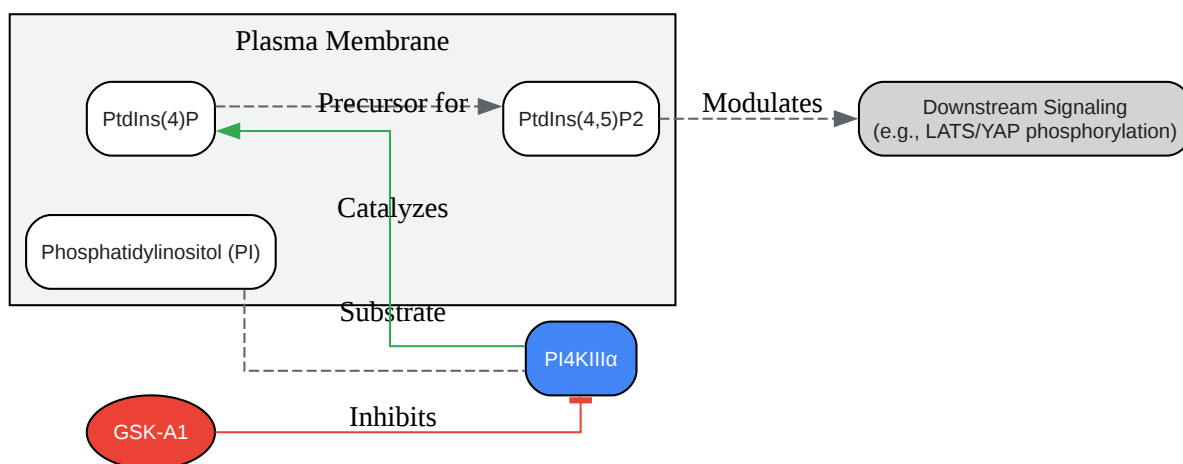 Plasma Membrane
PtdIns(4)P
Precursor for
PtdIns(4,5)P2
Modulates
Downstream Signaling
(e.g., LATS/YAP phosphorylation)
Catalyzes
Phosphatidylinositol (PI)
Substrate
PI4KIIIα
GSK-A1
Inhibits